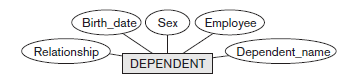 Birth_date Sex Employee
Relationship Dependent_name
DEPENDENT